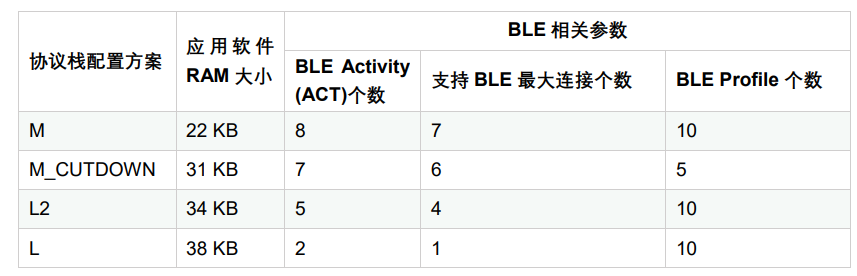 协议栈配置方案
应用软件
RAM 大小
BLE 相关参数
BLE Activity
(ACT)个数
支持 BLE 最大连接个数
BLE Profile 个数
M 22 KB 8 7 10
M_CUTDOWN 31 KB 7 6 5
L2 34 KB 5 4 10
L 38 KB 2 1 10